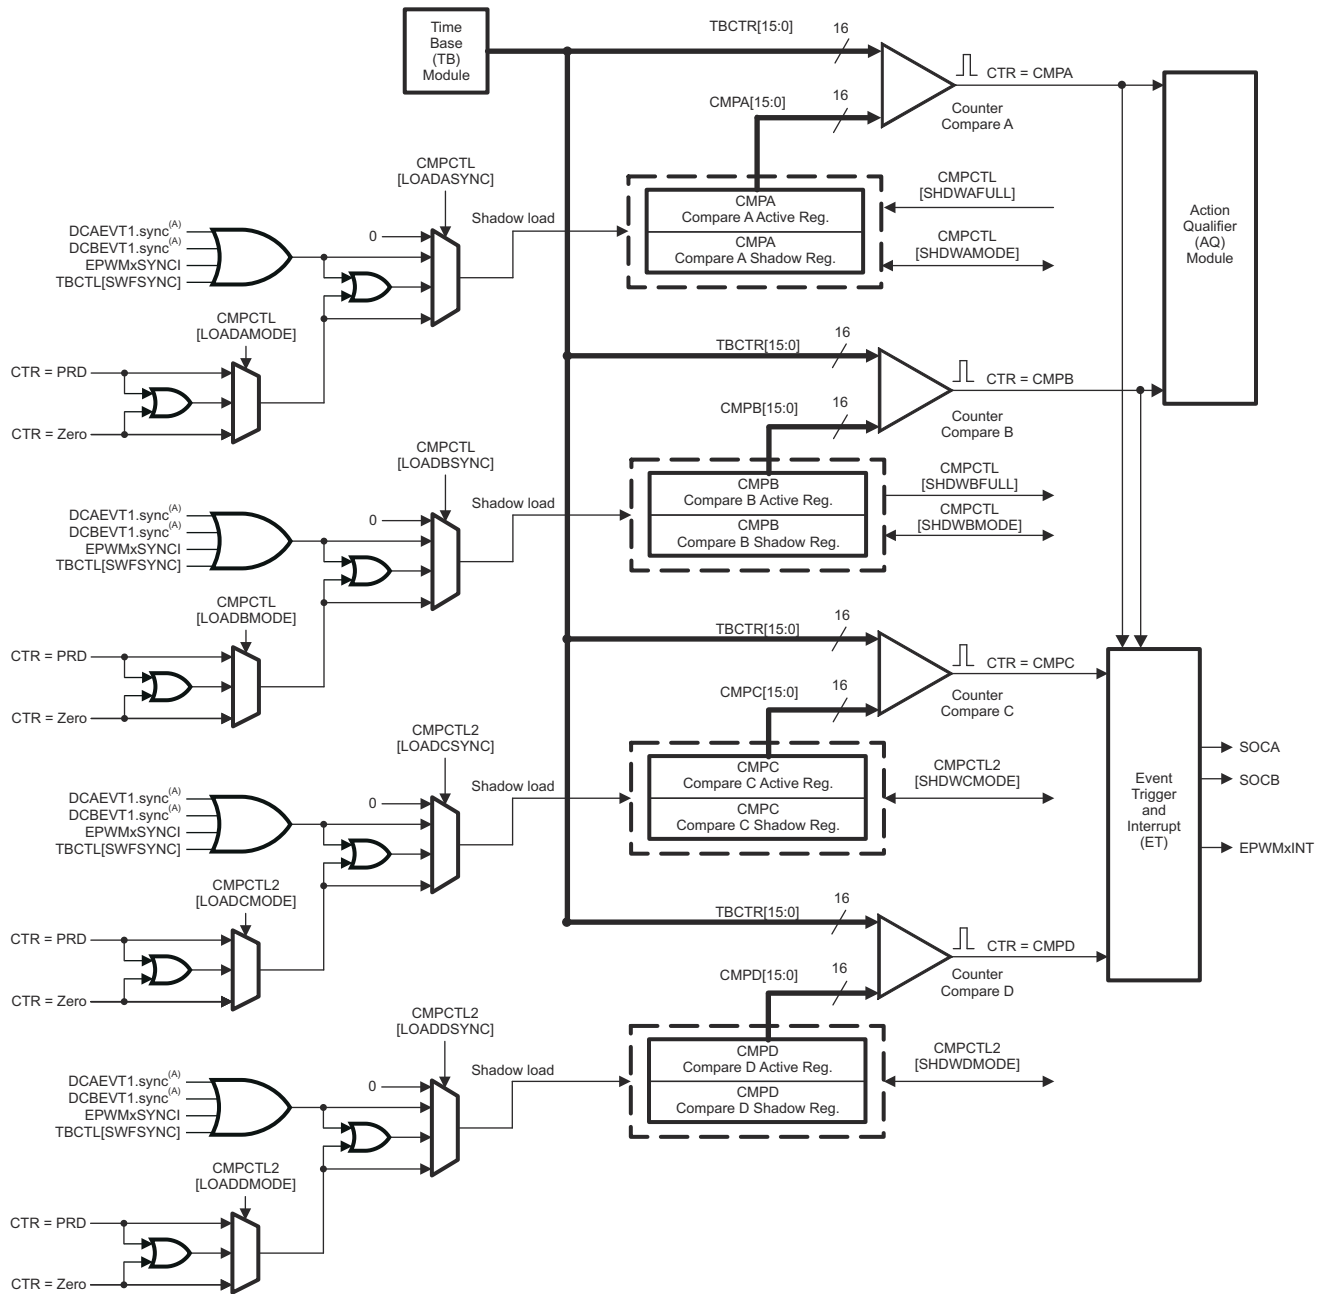 Time
Base
(TB)
Module
TBCTR[15:0]
16
CTR = CMPA
CMPA[15:0]
16
Counter
Compare A
CMPCTL
[LOADASYNC]
Shadow load
DCAEVT1.sync(A)
DCBEVT1.sync(A)
EPWMxSYNCI
TBCTL[SWFSYNC]
0
CMPA
Compare A Active Reg.
CMPA
Compare A Shadow Reg.
CMPCTL
[SHDWAFULL]
CMPCTL
[SHDWAMODE]
Action
Qualifier
(AQ)
Module
CMPCTL
[LOADAMODE]
CTR = PRD
CTR = Zero
TBCTR[15:0]
16
CTR = CMPB
CMPB[15:0]
16
Counter
Compare B
CMPCTL
[LOADBSYNC]
Shadow load
DCAEVT1.sync(A)
DCBEVT1.sync(A)
EPWMxSYNCI
TBCTL[SWFSYNC]
0
CMPB
Compare B Active Reg.
CMPB
Compare B Shadow Reg.
CMPCTL
[SHDWBFULL]
CMPCTL
[SHDWBMODE]
CMPCTL
[LOADBMODE]
CTR = PRD
CTR = Zero
TBCTR[15:0]
16
CTR = CMPC
CMPC[15:0]
16
Counter
Compare C
CMPCTL2
[LOADCSYNC]
Shadow load
DCAEVT1.sync(A)
DCBEVT1.sync(A)
EPWMxSYNCI
TBCTL[SWFSYNC]
0
CMPC
Compare C Active Reg.
CMPC
Compare C Shadow Reg.
CMPCTL2
[SHDWCMODE]
Event
Trigger
and
Interrupt
(ET)
SOCA
SOCB
EPWMxINT
CMPCTL2
[LOADCMODE]
CTR = PRD
CTR = Zero
TBCTR[15:0]
16
CTR = CMPD
CMPD[15:0]
16
Counter
Compare D
CMPCTL2
[LOADDSYNC]
Shadow load
DCAEVT1.sync(A)
DCBEVT1.sync(A)
EPWMxSYNCI
TBCTL[SWFSYNC]
0
CMPD
Compare D Active Reg.
CMPD
Compare D Shadow Reg.
CMPCTL2
[SHDWDMODE]
CMPCTL2
[LOADDMODE]
CTR = PRD
CTR = Zero